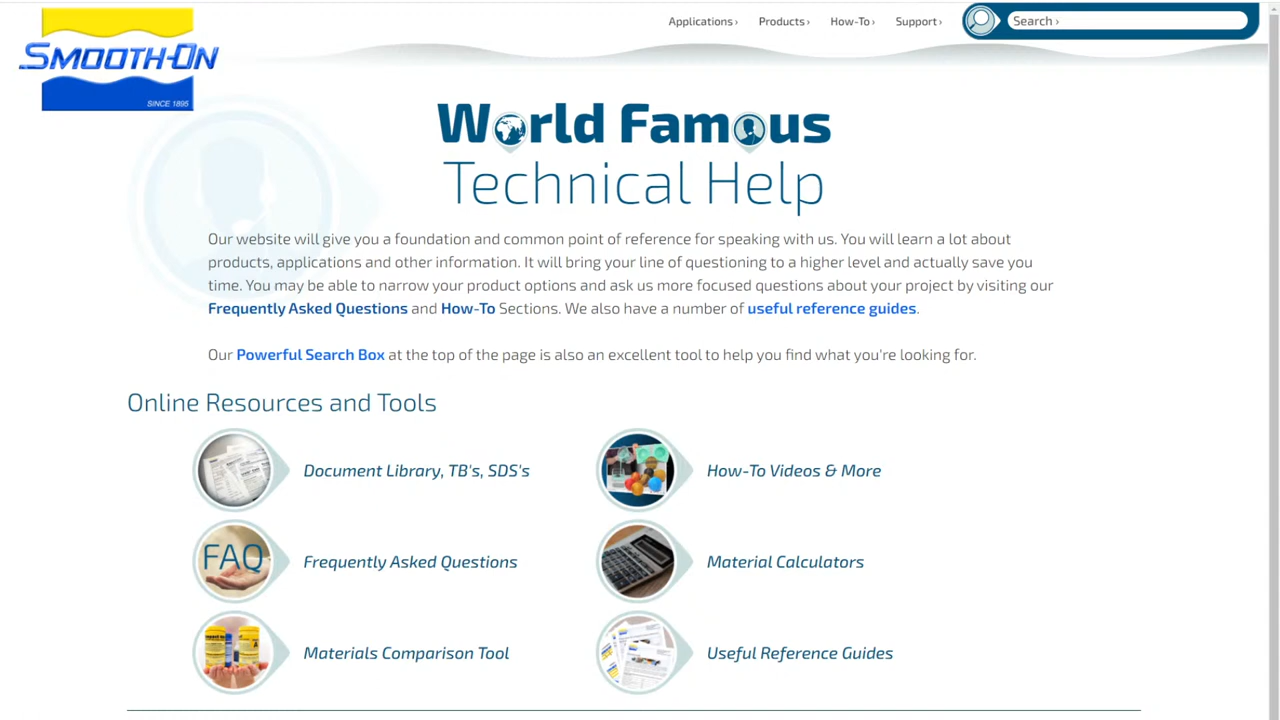 SMOOTH-ON
SINCE 1895
Applications ›
Products ›
How-To ›
Support ›
Search ›
World Famous
Technical Help
Our website will give you a foundation and common point of reference for speaking with us. You will learn a lot about
products, applications and other information. It will bring your line of questioning to a higher level and actually save you
time. You may be able to narrow your product options and ask us more focused questions about your project by visiting our
Frequently Asked Questions and How-To Sections. We also have a number of useful reference guides.
Our Powerful Search Box at the top of the page is also an excellent tool to help you find what you're looking for.
Online Resources and Tools
Document Library, TB's, SDS's
How-To Videos & More
FAQ
Frequently Asked Questions
Material Calculators
Materials Comparison Tool
Useful Reference Guides